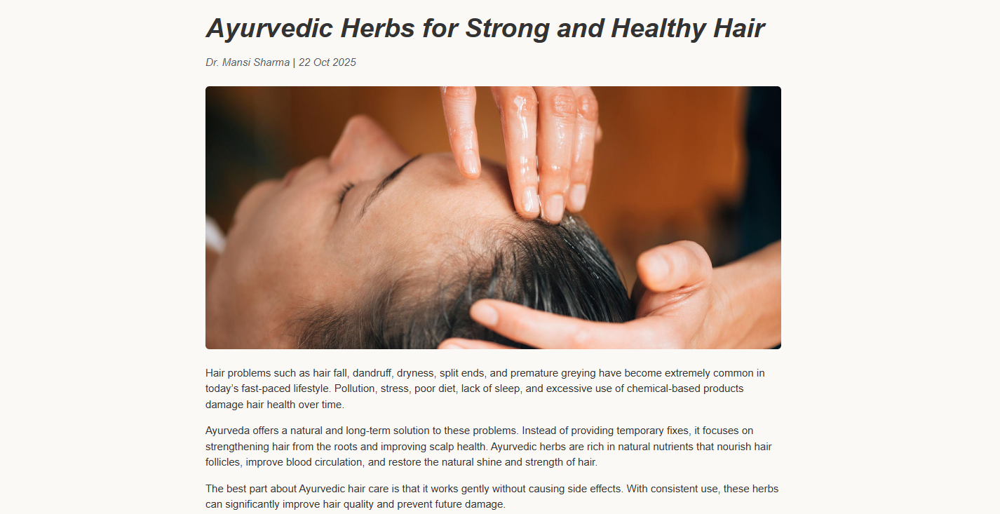 Ayurvedic Herbs for Strong and Healthy Hair
Dr. Mansi Sharma | 22 Oct 2025
Hair problems such as hair fall, dandruff, dryness, split ends, and premature greying have become extremely common in
today’s fast-paced lifestyle. Pollution, stress, poor diet, lack of sleep, and excessive use of chemical-based products
damage hair health over time.
Ayurveda offers a natural and long-term solution to these problems. Instead of providing temporary fixes, it focuses on
strengthening hair from the roots and improving scalp health. Ayurvedic herbs are rich in natural nutrients that nourish hair
follicles, improve blood circulation, and restore the natural shine and strength of hair.
The best part about Ayurvedic hair care is that it works gently without causing side effects. With consistent use, these herbs
can significantly improve hair quality and prevent future damage.